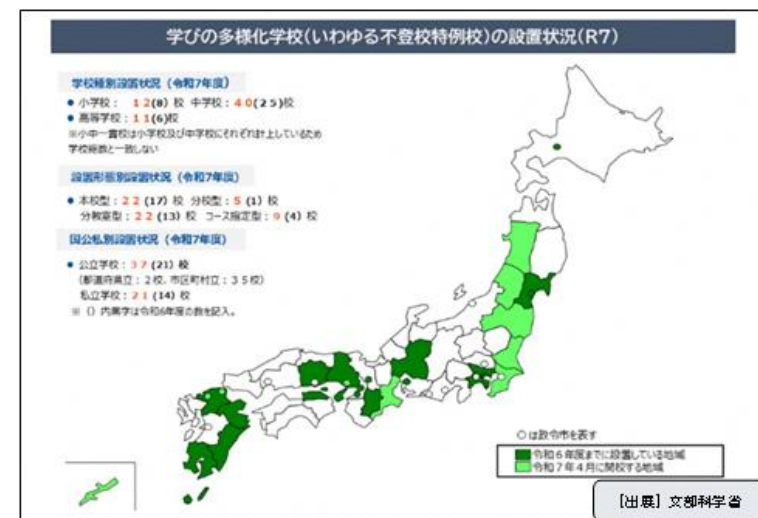 学びの多様化学校(いわゆる不登校特例校)の設置状況(R7)
学校種別設置状況（令和7年度）
● 小学校： 12(8) 校 中学校：40(25)校
● 高等学校：11(6)校
※小中一貫校は小学校及び中学校にそれぞれ計上しているため
学校総数と一致しない
設置形態別設置状況（令和7年度）
● 本校型：22 (17) 校 分校型：5 (1) 校
分教室型：22 (13) 校 コース指定型：9 (4) 校
国公私別設置状況（令和7年度）
● 公立学校：37 (21) 校
(都道府県立：2校、市区町村立：35校)
私立学校：21 (14) 校
※ () 内黒字は令和6年度の数を記入。
○は政令市を表す
令和6年度までに設置している地域
令和7年4月に開校する地域
［出展］文部科学省